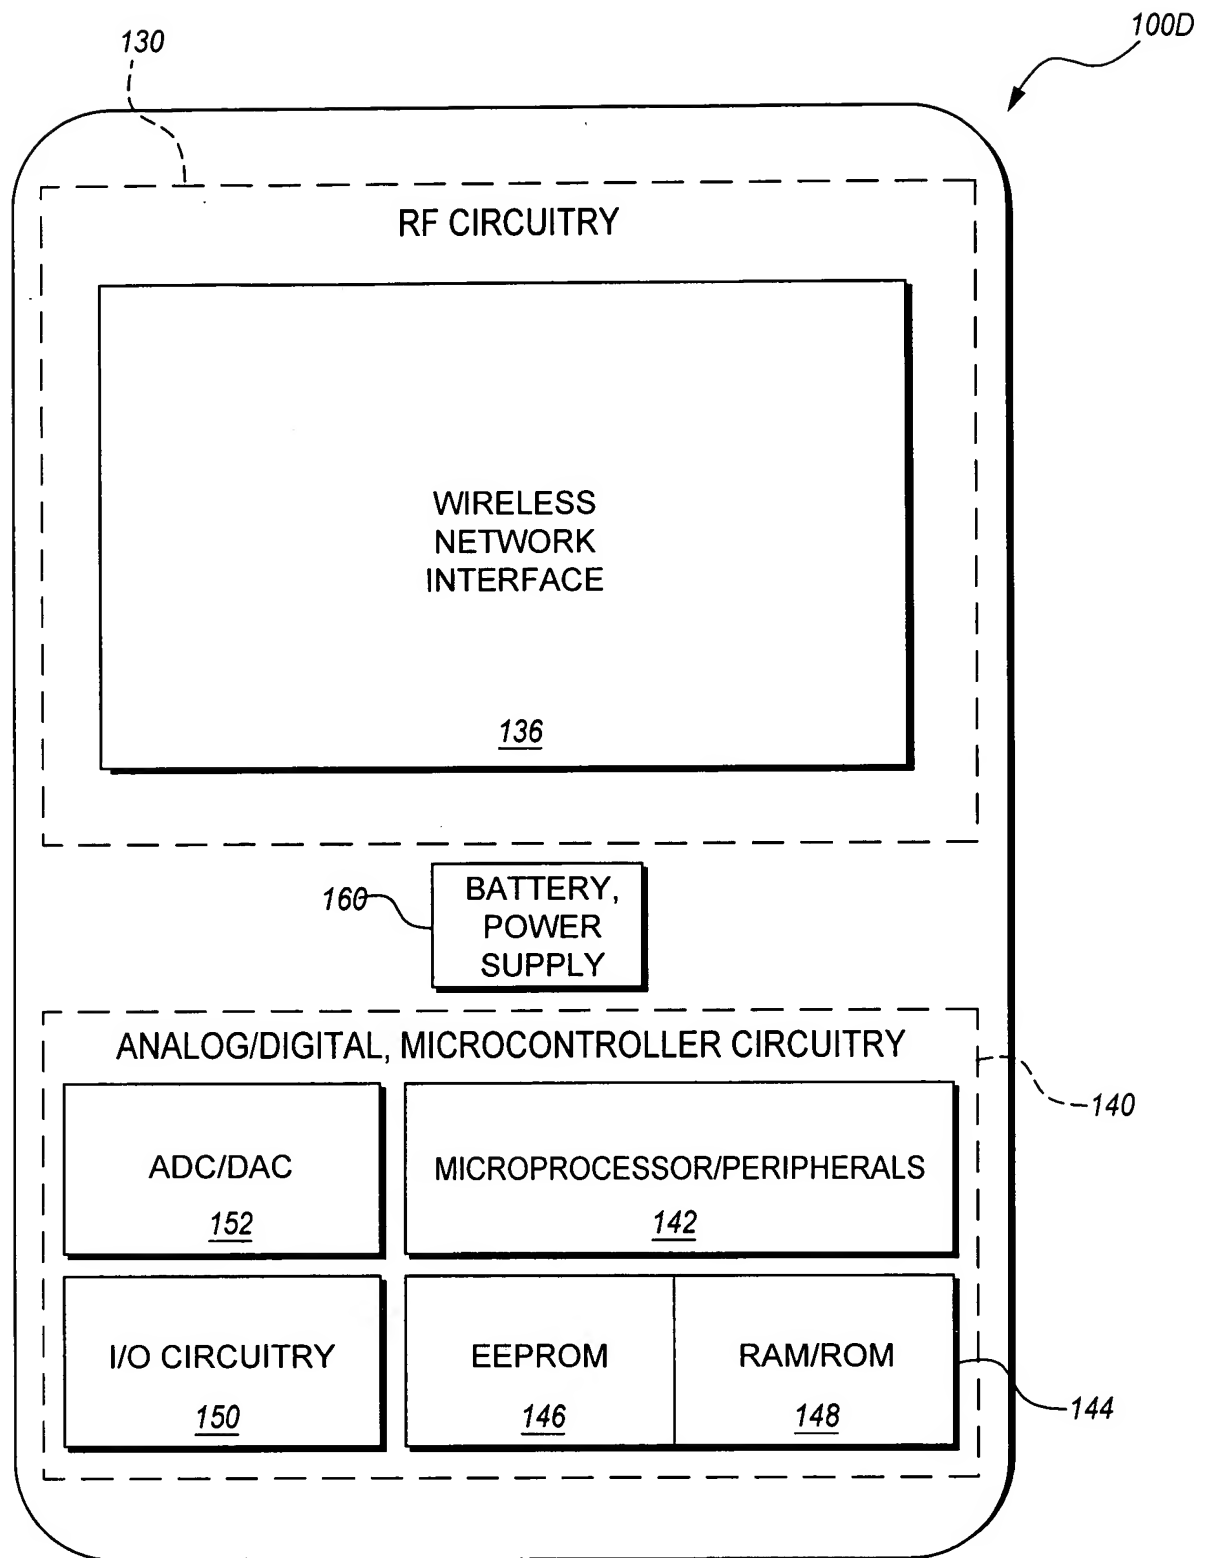 100D
130
RF CIRCUITRY
WIRELESS
NETWORK
INTERFACE
136
160
BATTERY,
POWER
SUPPLY
ANALOG/DIGITAL, MICROCONTROLLER CIRCUITRY
140
ADC/DAC
152
MICROPROCESSOR/PERIPHERALS
142
I/O CIRCUITRY
150
EEPROM
146
RAM/ROM
148
144